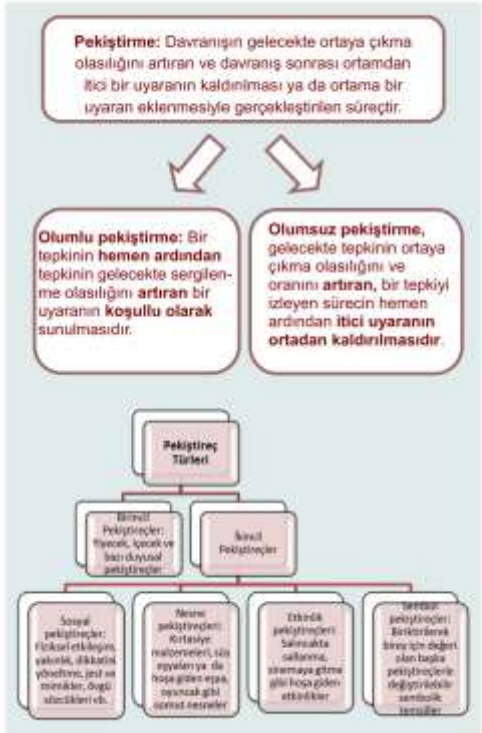 Pekiştirme: Davranışın gelecekte ortaya çıkma
olasılığını artıran ve davranış sonrası ortamdan
itici bir uyaranın kaldırılması ya da ortama bir
uyaran eklenmesiyle gerçekleştirilen süreçtir.
Olumlu pekiştirme: Bir
tepkinin hemen ardından
tepkinin gelecekte sergilen-
me olasılığını artıran bir
uyaranın koşullu olarak
sunulmasıdır.
Olumsuz pekiştirme,
gelecekte tepkinin ortaya
çıkma olasılığını ve
oranını artıran, bir tepkiyi
izleyen sürecin hemen
ardından itici uyaranın
ortadan kaldırılmasıdır.
Pekiştireç
Türleri
Birincil
Pekiştireçler:
Yiyecek, içecek ve
bazı duyusal
pekiştireçler
İkincil
Pekiştireçler
Sosyal
pekiştireçler:
Fiziksel etkileşim,
yakınlık, dikkatini
yöneltme, jest ve
mimikler, övgü
sözcükleri vb.
Nesne
pekiştireçleri:
Kırtasiye
malzemeleri, süs
eşyaları ya da
hoşa giden eşya,
oyuncak gibi
somut nesneler
Etkinlik
pekiştireçleri:
Salıncakta
sallanma,
sinemaya gitme
gibi hoşa giden
etkinlikler
Sembol
pekiştireçler:
Biriktirilerek
birey için değeri
olan başka
pekiştireçlerle
değiştirilebilir
sembolik
temsiller